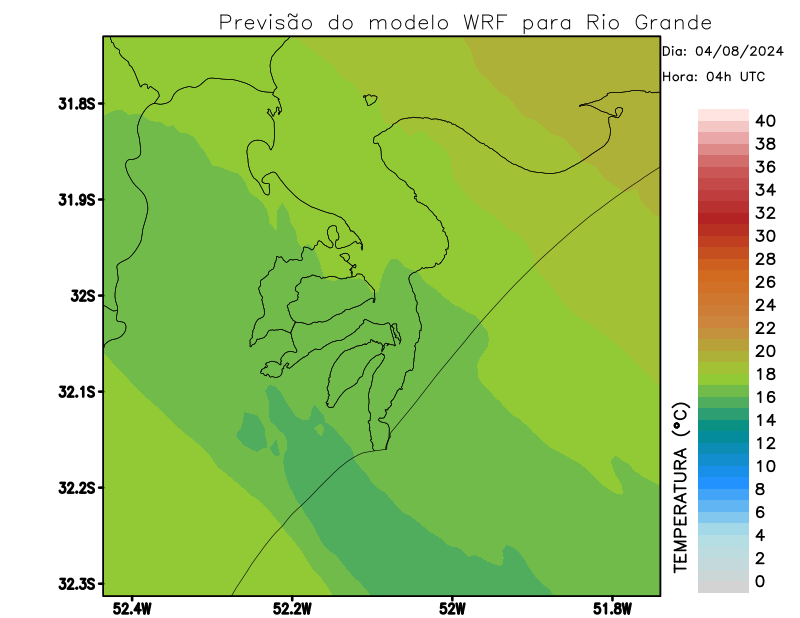 Previsão do modelo WRF para Rio Grande
Dia: 04/08/2024
Hora: 04h UTC
31.8S
31.9S
32S
32.1S
32.2S
32.3S
52.4W
52.2W
52W
51.8W
40
38
36
34
32
30
28
26
24
22
20
18
16
14
12
10
8
6
4
2
0
TEMPERATURA (°C)